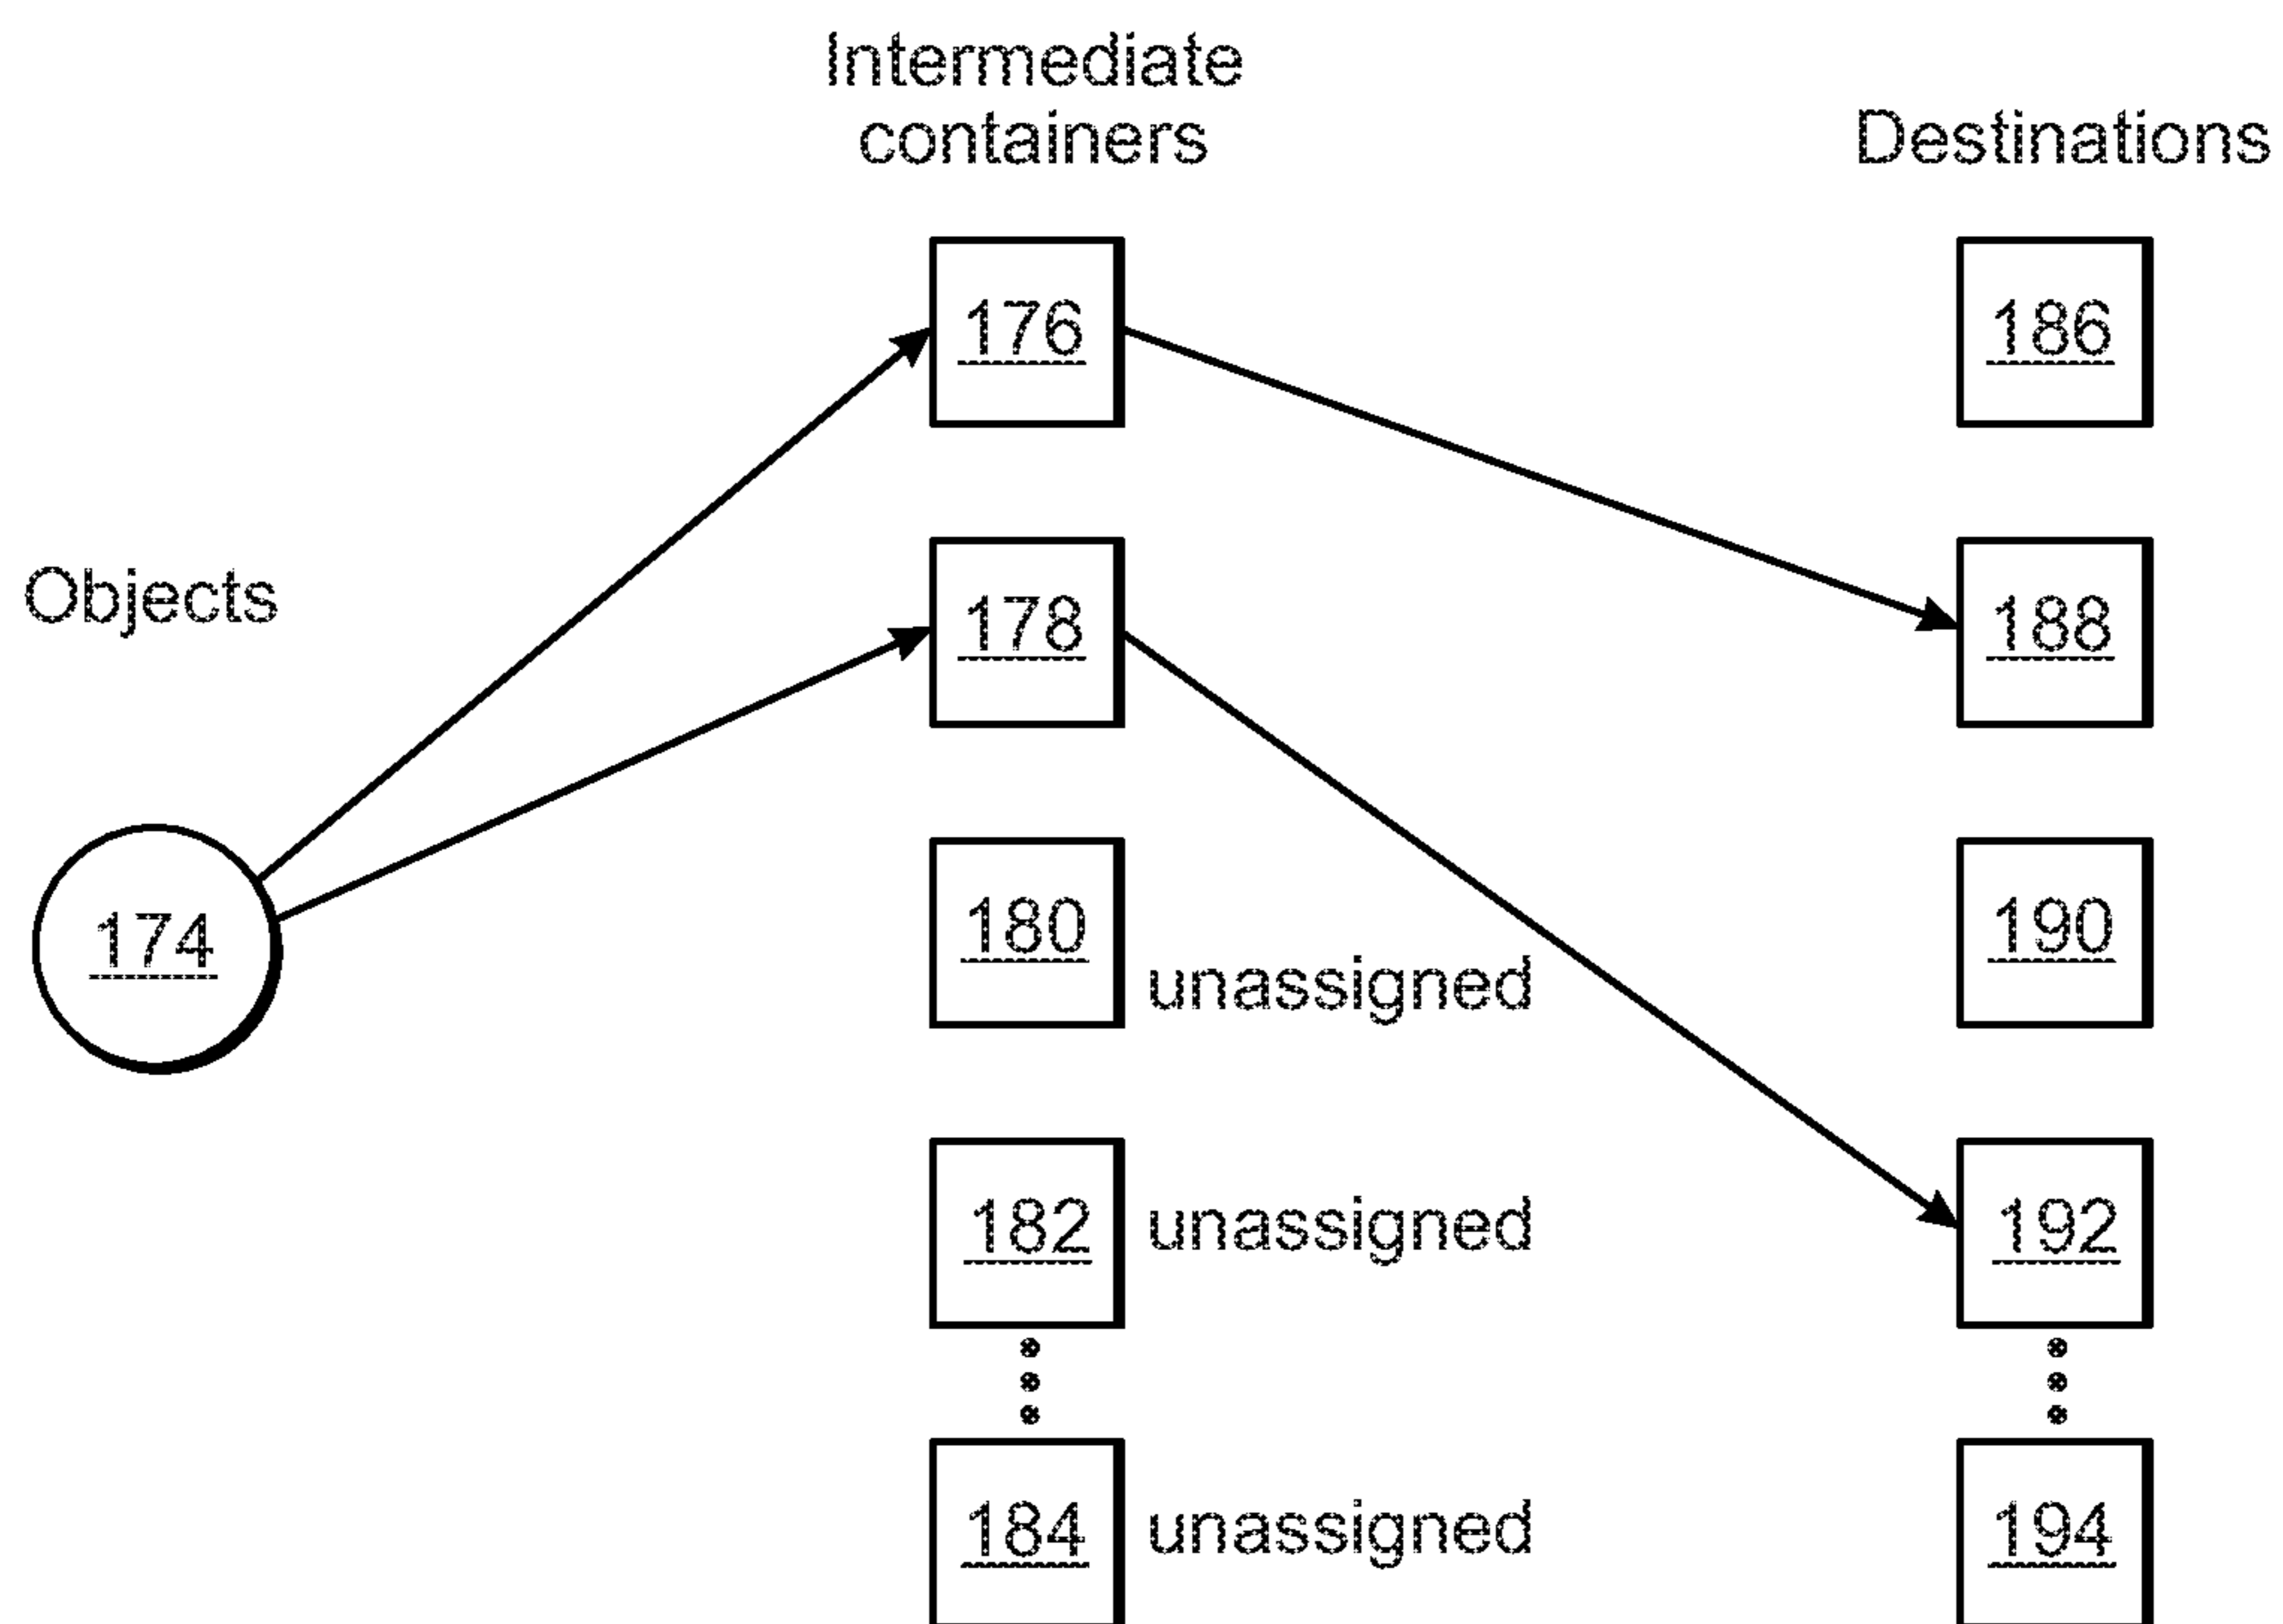 Intermediate
containers
Destinations
176
186
Objects
178
188
174
180
unassigned
190
182 unassigned
192
184 unassigned
194